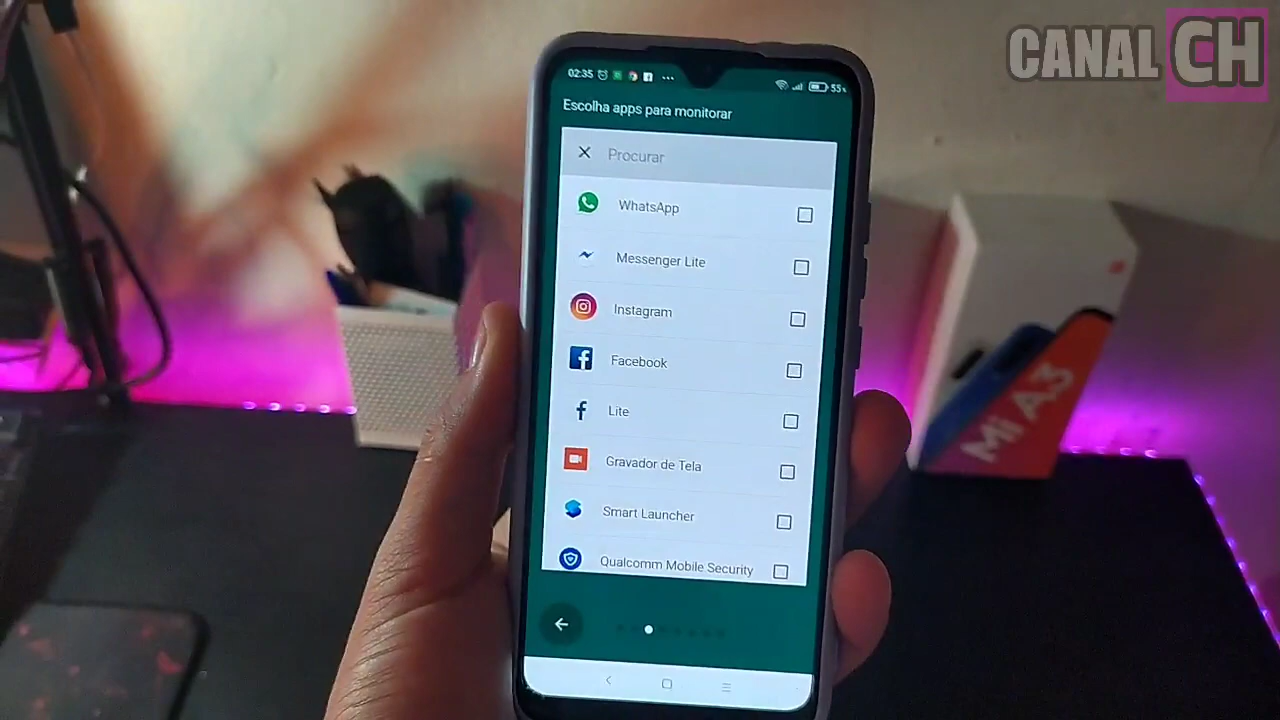 CANAL CH
02:35 ... 55%
Escolha apps para monitorar
Procurar
WhatsApp
Messenger Lite
Instagram
Facebook
Lite
Gravador de Tela
Smart Launcher
Qualcomm Mobile Security
Mi A3